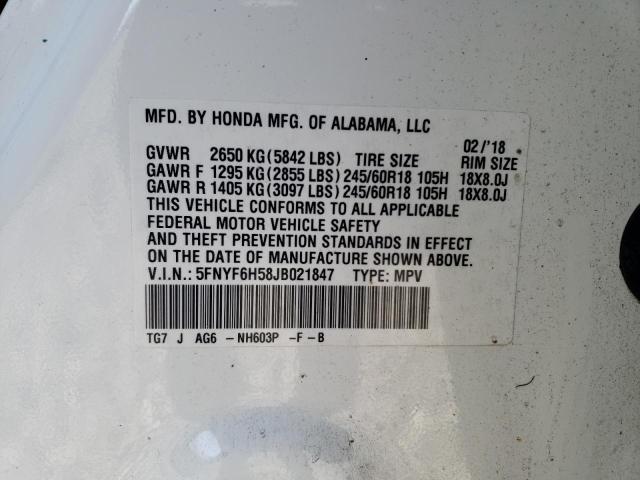 MFD. BY HONDA MFG. OF ALABAMA, LLC
02/'18
GVWR 2650 KG(5842 LBS) TIRE SIZE RIM SIZE
GAWR F 1295 KG(2855 LBS) 245/60R18 105H 18X8.0J
GAWR R 1405 KG(3097 LBS) 245/60R18 105H 18X8.0J
THIS VEHICLE CONFORMS TO ALL APPLICABLE
FEDERAL MOTOR VEHICLE SAFETY
AND THEFT PREVENTION STANDARDS IN EFFECT
ON THE DATE OF MANUFACTURE SHOWN ABOVE.
V.I.N.: 5FNYF6H58JB021847 TYPE: MPV
TG7 J AG6 -NH603P -F -B